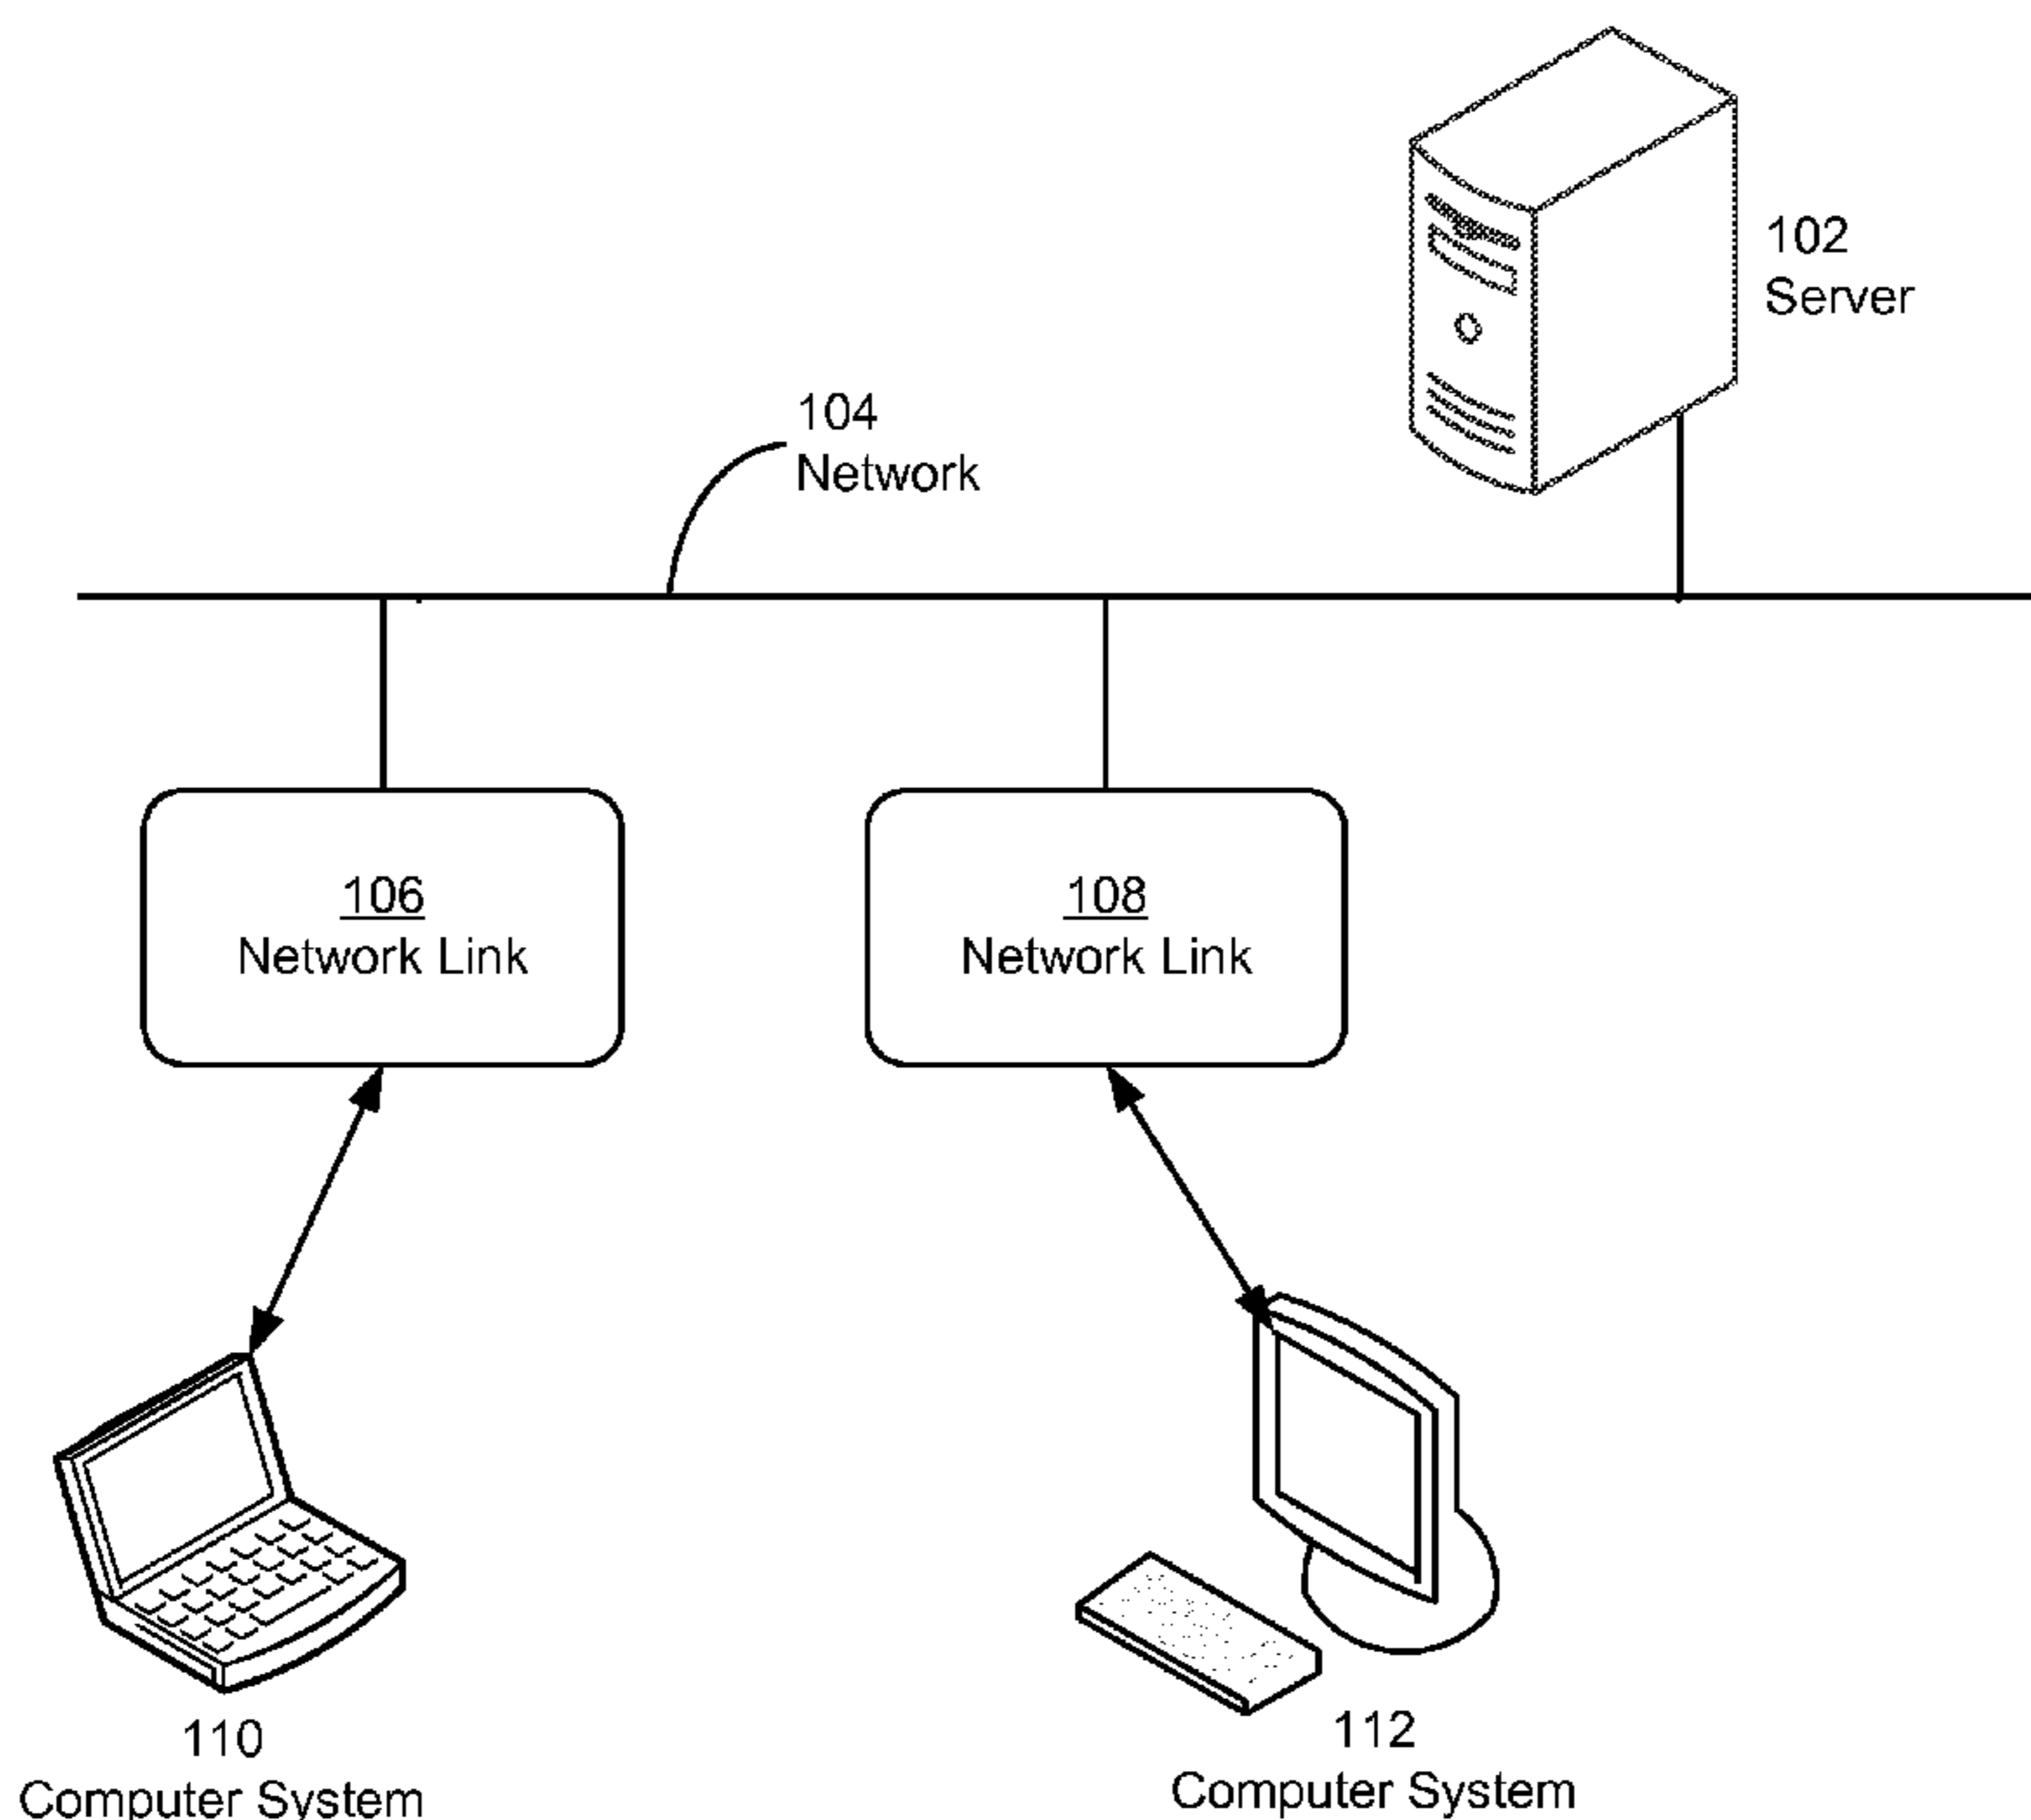 102
Server
104
Network
106
Network Link
108
Network Link
110
Computer System
112
Computer System